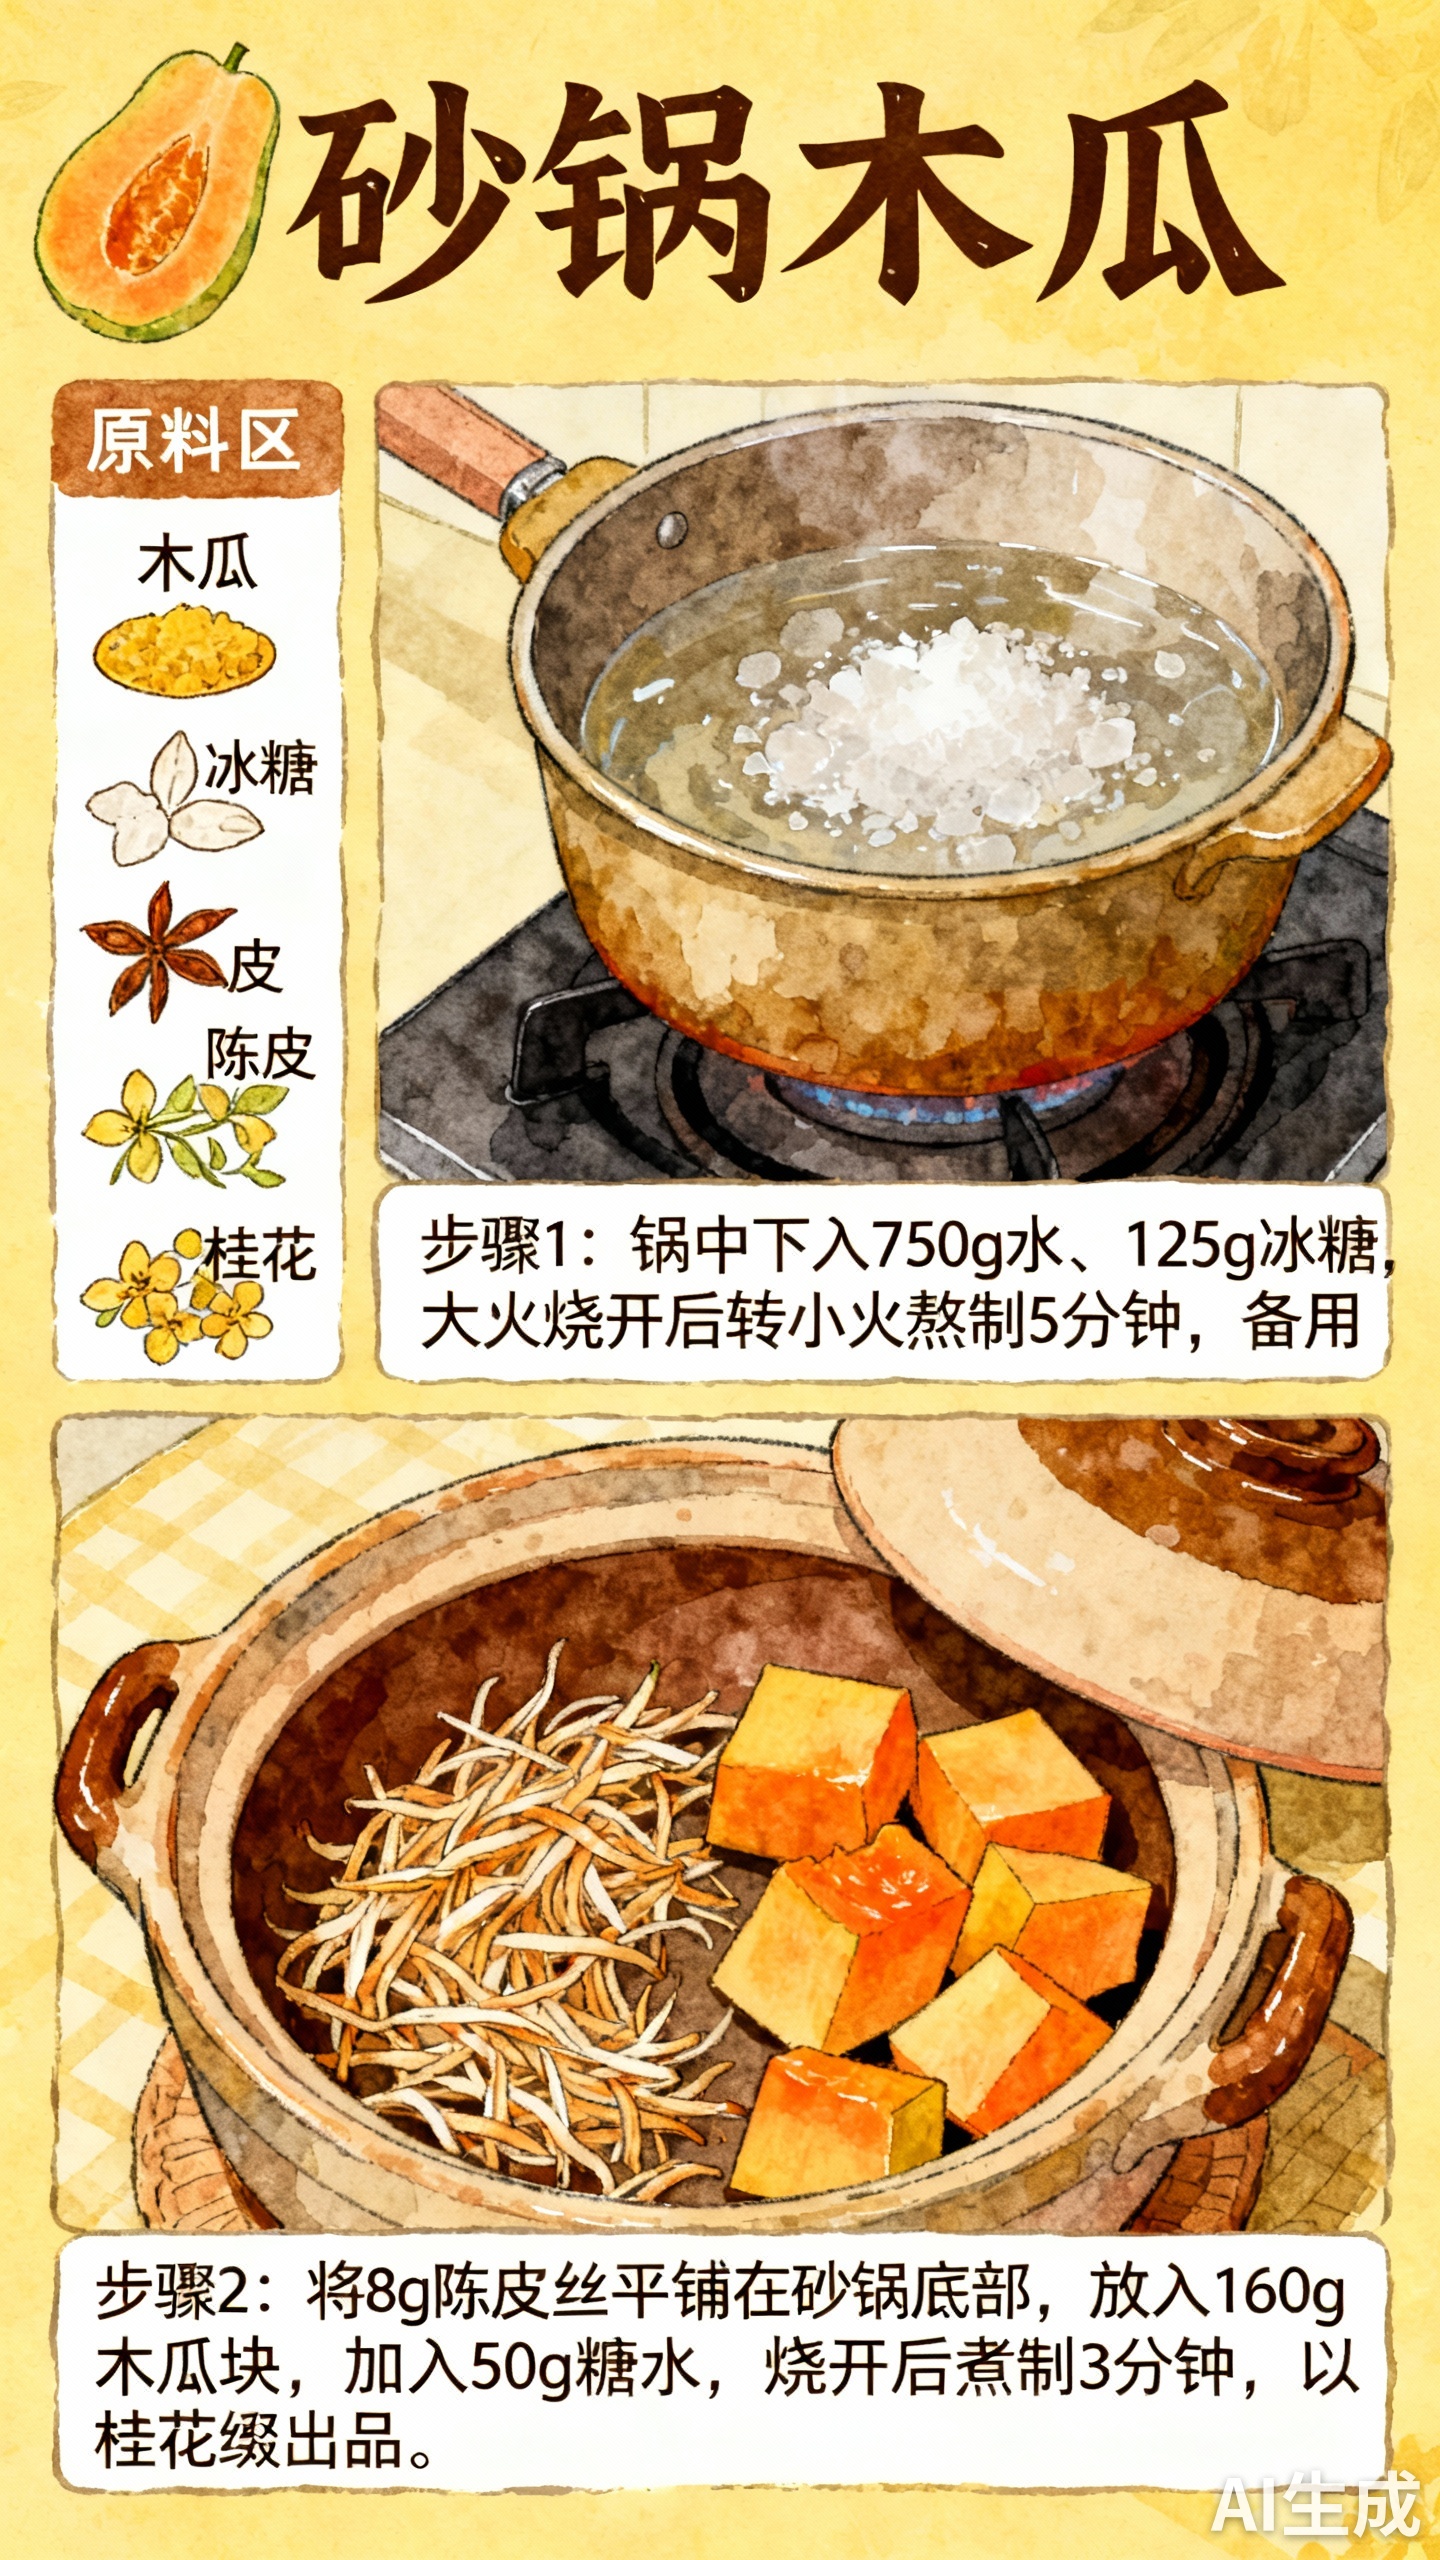 砂锅木瓜
原料区
木瓜
冰糖
皮
陈皮
桂花
步骤1：锅中下入750g水、125g冰糖，
大火烧开后转小火熬制5分钟，备用
步骤2：将8g陈皮丝平铺在砂锅底部，放入160g
木瓜块，加入50g糖水，烧开后煮制3分钟，以
桂花缀出品。
AI生成